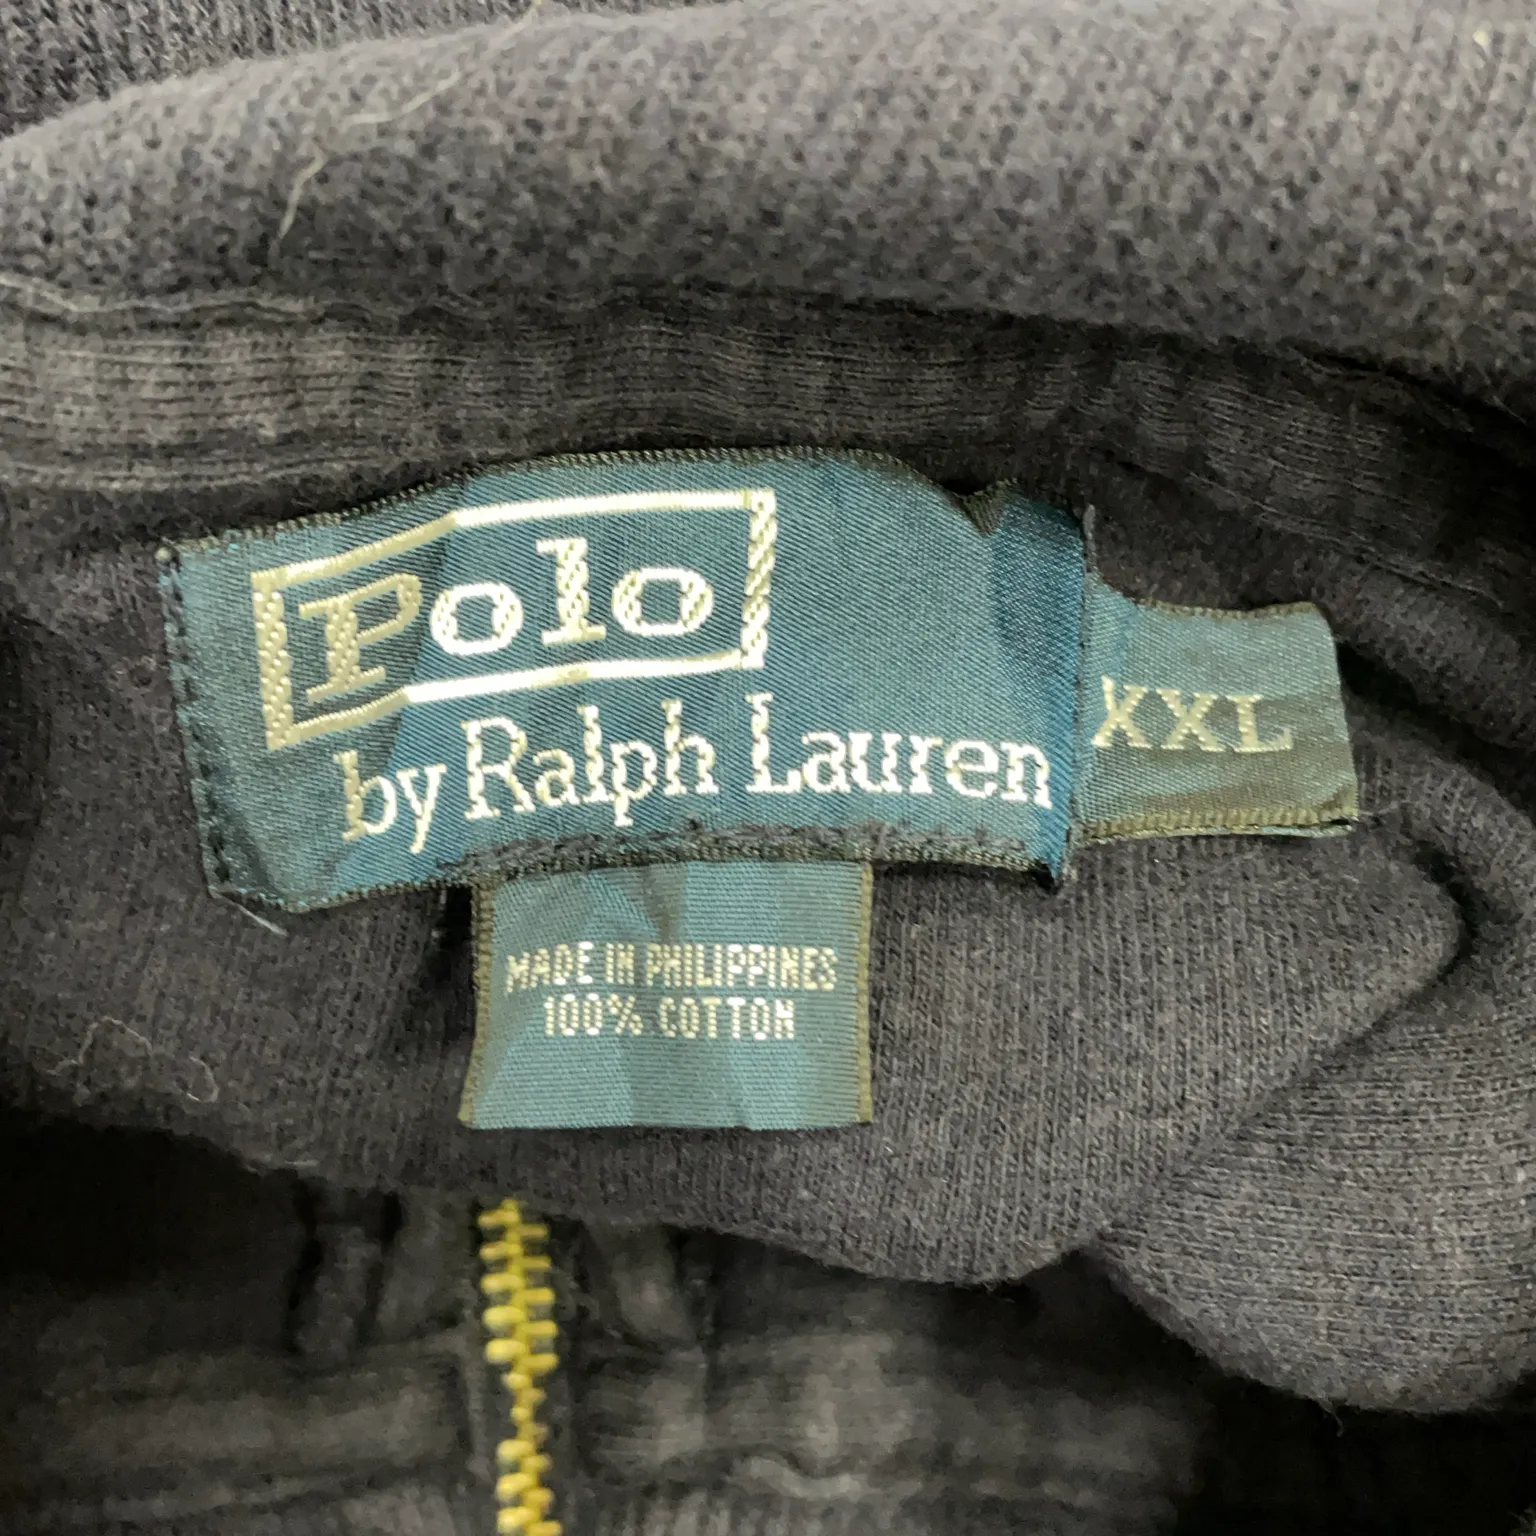 Polo
by Ralph Lauren
XXL
MADE IN PHILIPPINES
100% COTTON